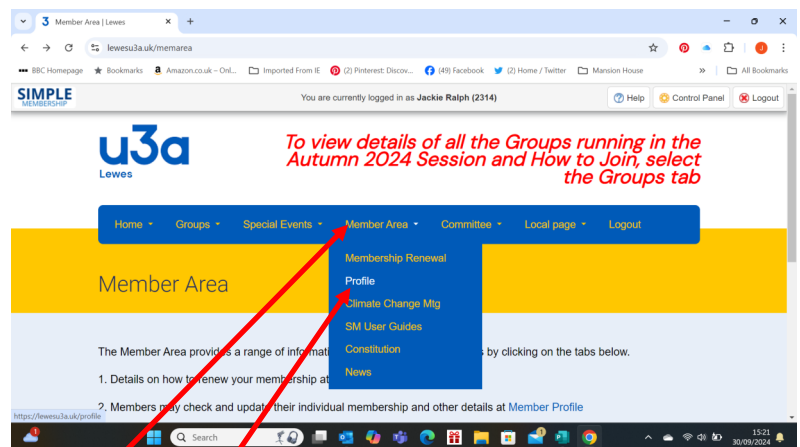 3 Member Area | Lewes
lewesu3a.uk/memarea
BBC Homepage Bookmarks Amazon.co.uk – Onl... Imported From IE (2) Pinterest: Discov... (49) Facebook (2) Home / Twitter Mansion House » All Bookmarks
SIMPLE
MEMBERSHIP
You are currently logged in as Jackie Ralph (2314)
Help Control Panel Logout
u3a
Lewes
To view details of all the Groups running in the
Autumn 2024 Session and How to Join, select
the Groups tab
Home Groups Special Events Member Area Committee Local page Logout
Membership Renewal
Profile
Climate Change Mtg
SM User Guides
Constitution
News
Member Area
The Member Area provides a range of informati s by clicking on the tabs below.
1. Details on how to renew your membership at
2. Members may check and update their individual membership and other details at Member Profile
https://lewesu3a.uk/profile
Search
15:21
30/09/2024